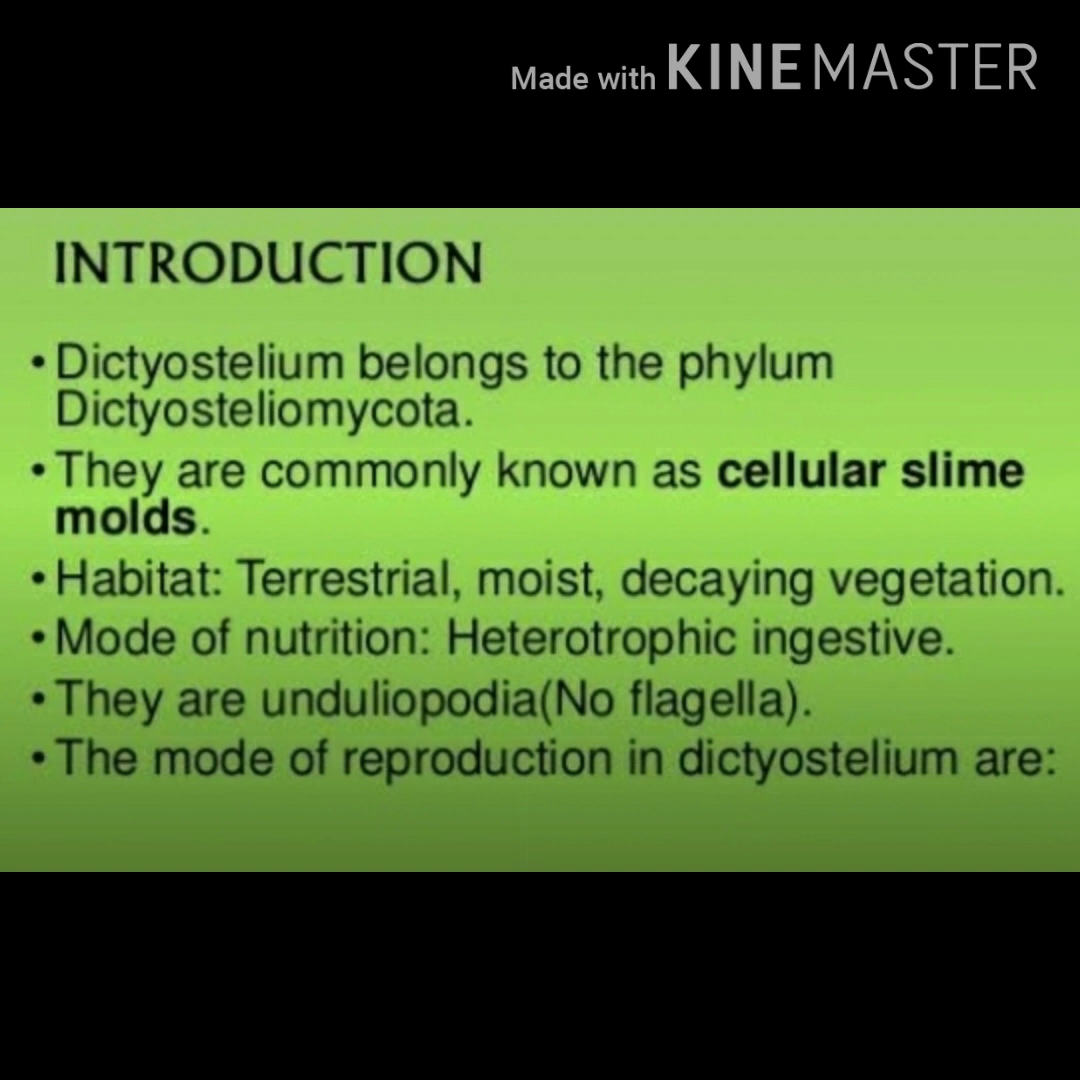 Made with KINEMASTER
INTRODUCTION
• Dictyostelium belongs to the phylum
Dictyosteliomycota.
• They are commonly known as cellular slime
molds.
• Habitat: Terrestrial, moist, decaying vegetation.
• Mode of nutrition: Heterotrophic ingestive.
• They are unduliopodia(No flagella).
• The mode of reproduction in dictyostelium are: